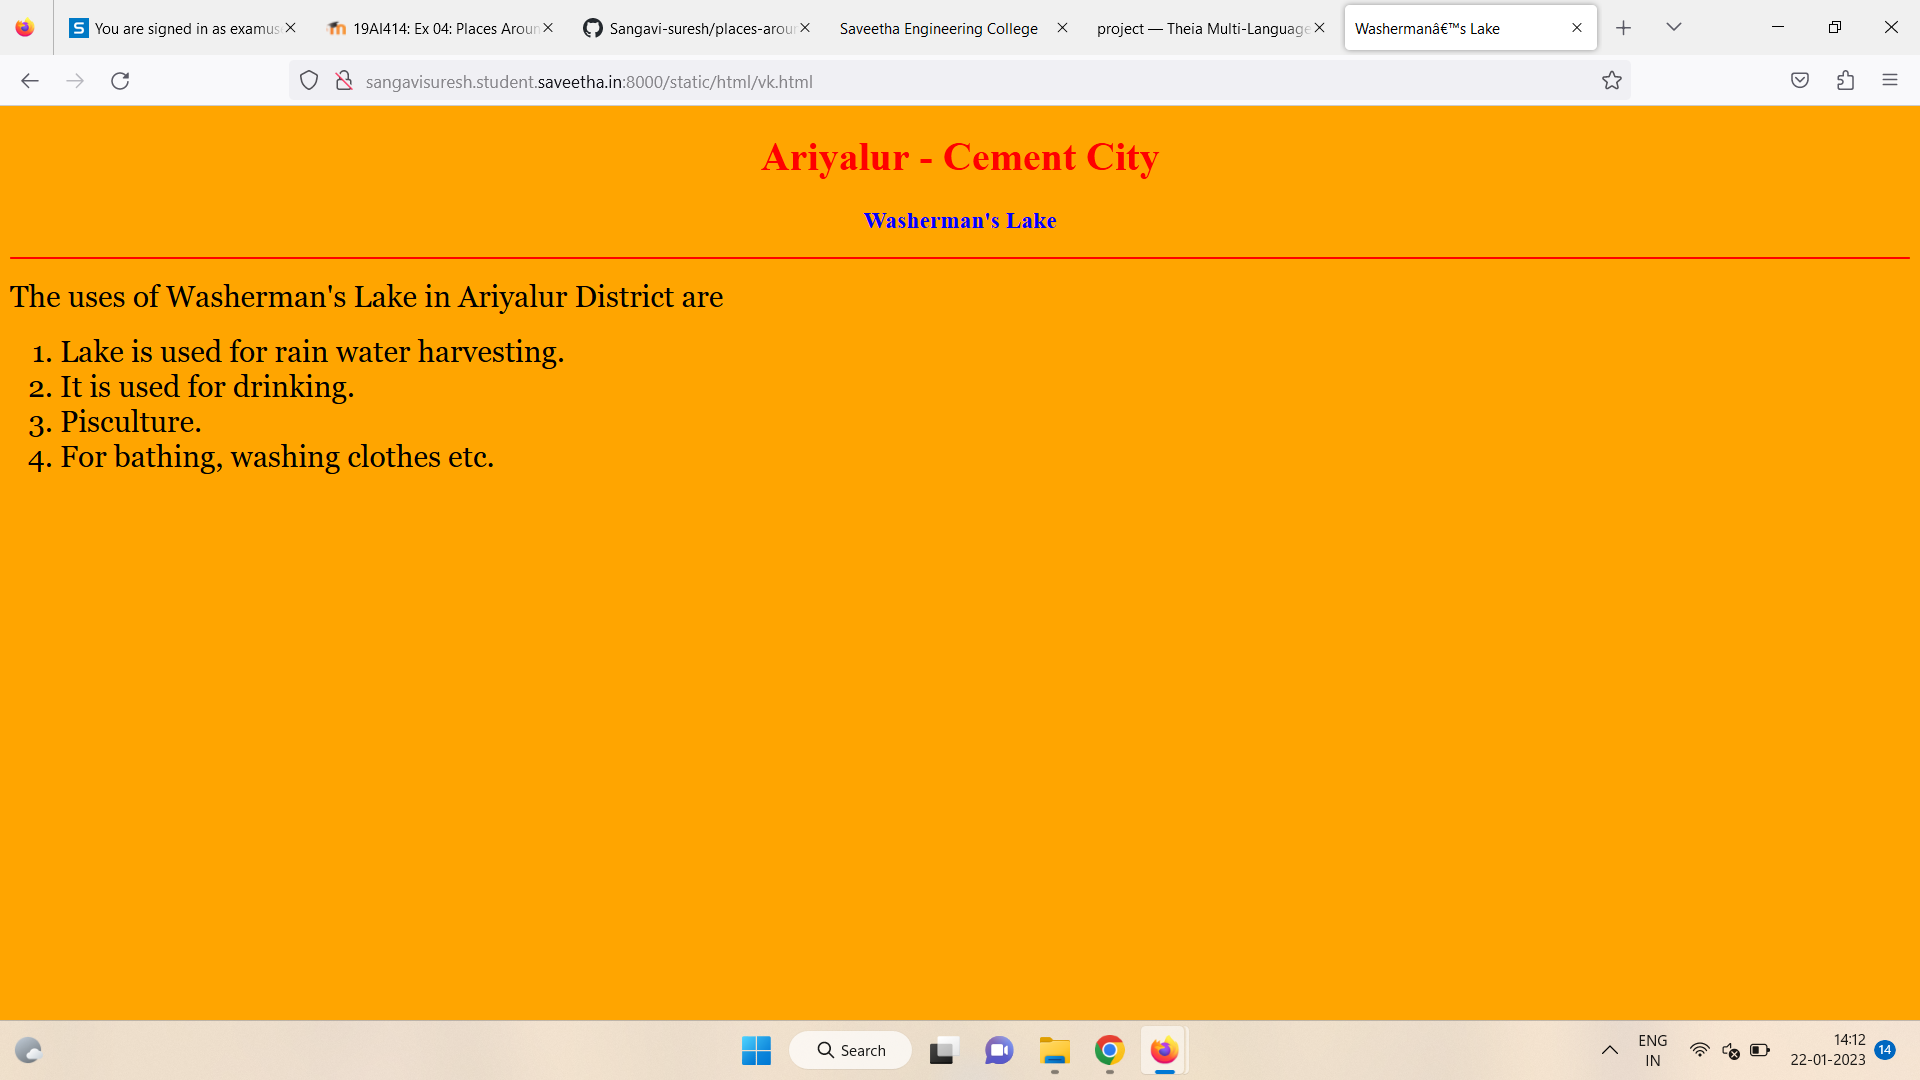 You are signed in as examus
19AI414: Ex 04: Places Aroun
Sangavi-suresh/places-arour
Saveetha Engineering College
project — Theia Multi-Language
Washermanâ€™s Lake
sangavisuresh.student.saveetha.in:8000/static/html/vk.html
Ariyalur - Cement City
Washerman's Lake
The uses of Washerman's Lake in Ariyalur District are
1. Lake is used for rain water harvesting.
2. It is used for drinking.
3. Pisculture.
4. For bathing, washing clothes etc.
Search
ENG
IN
14:12
22-01-2023
14